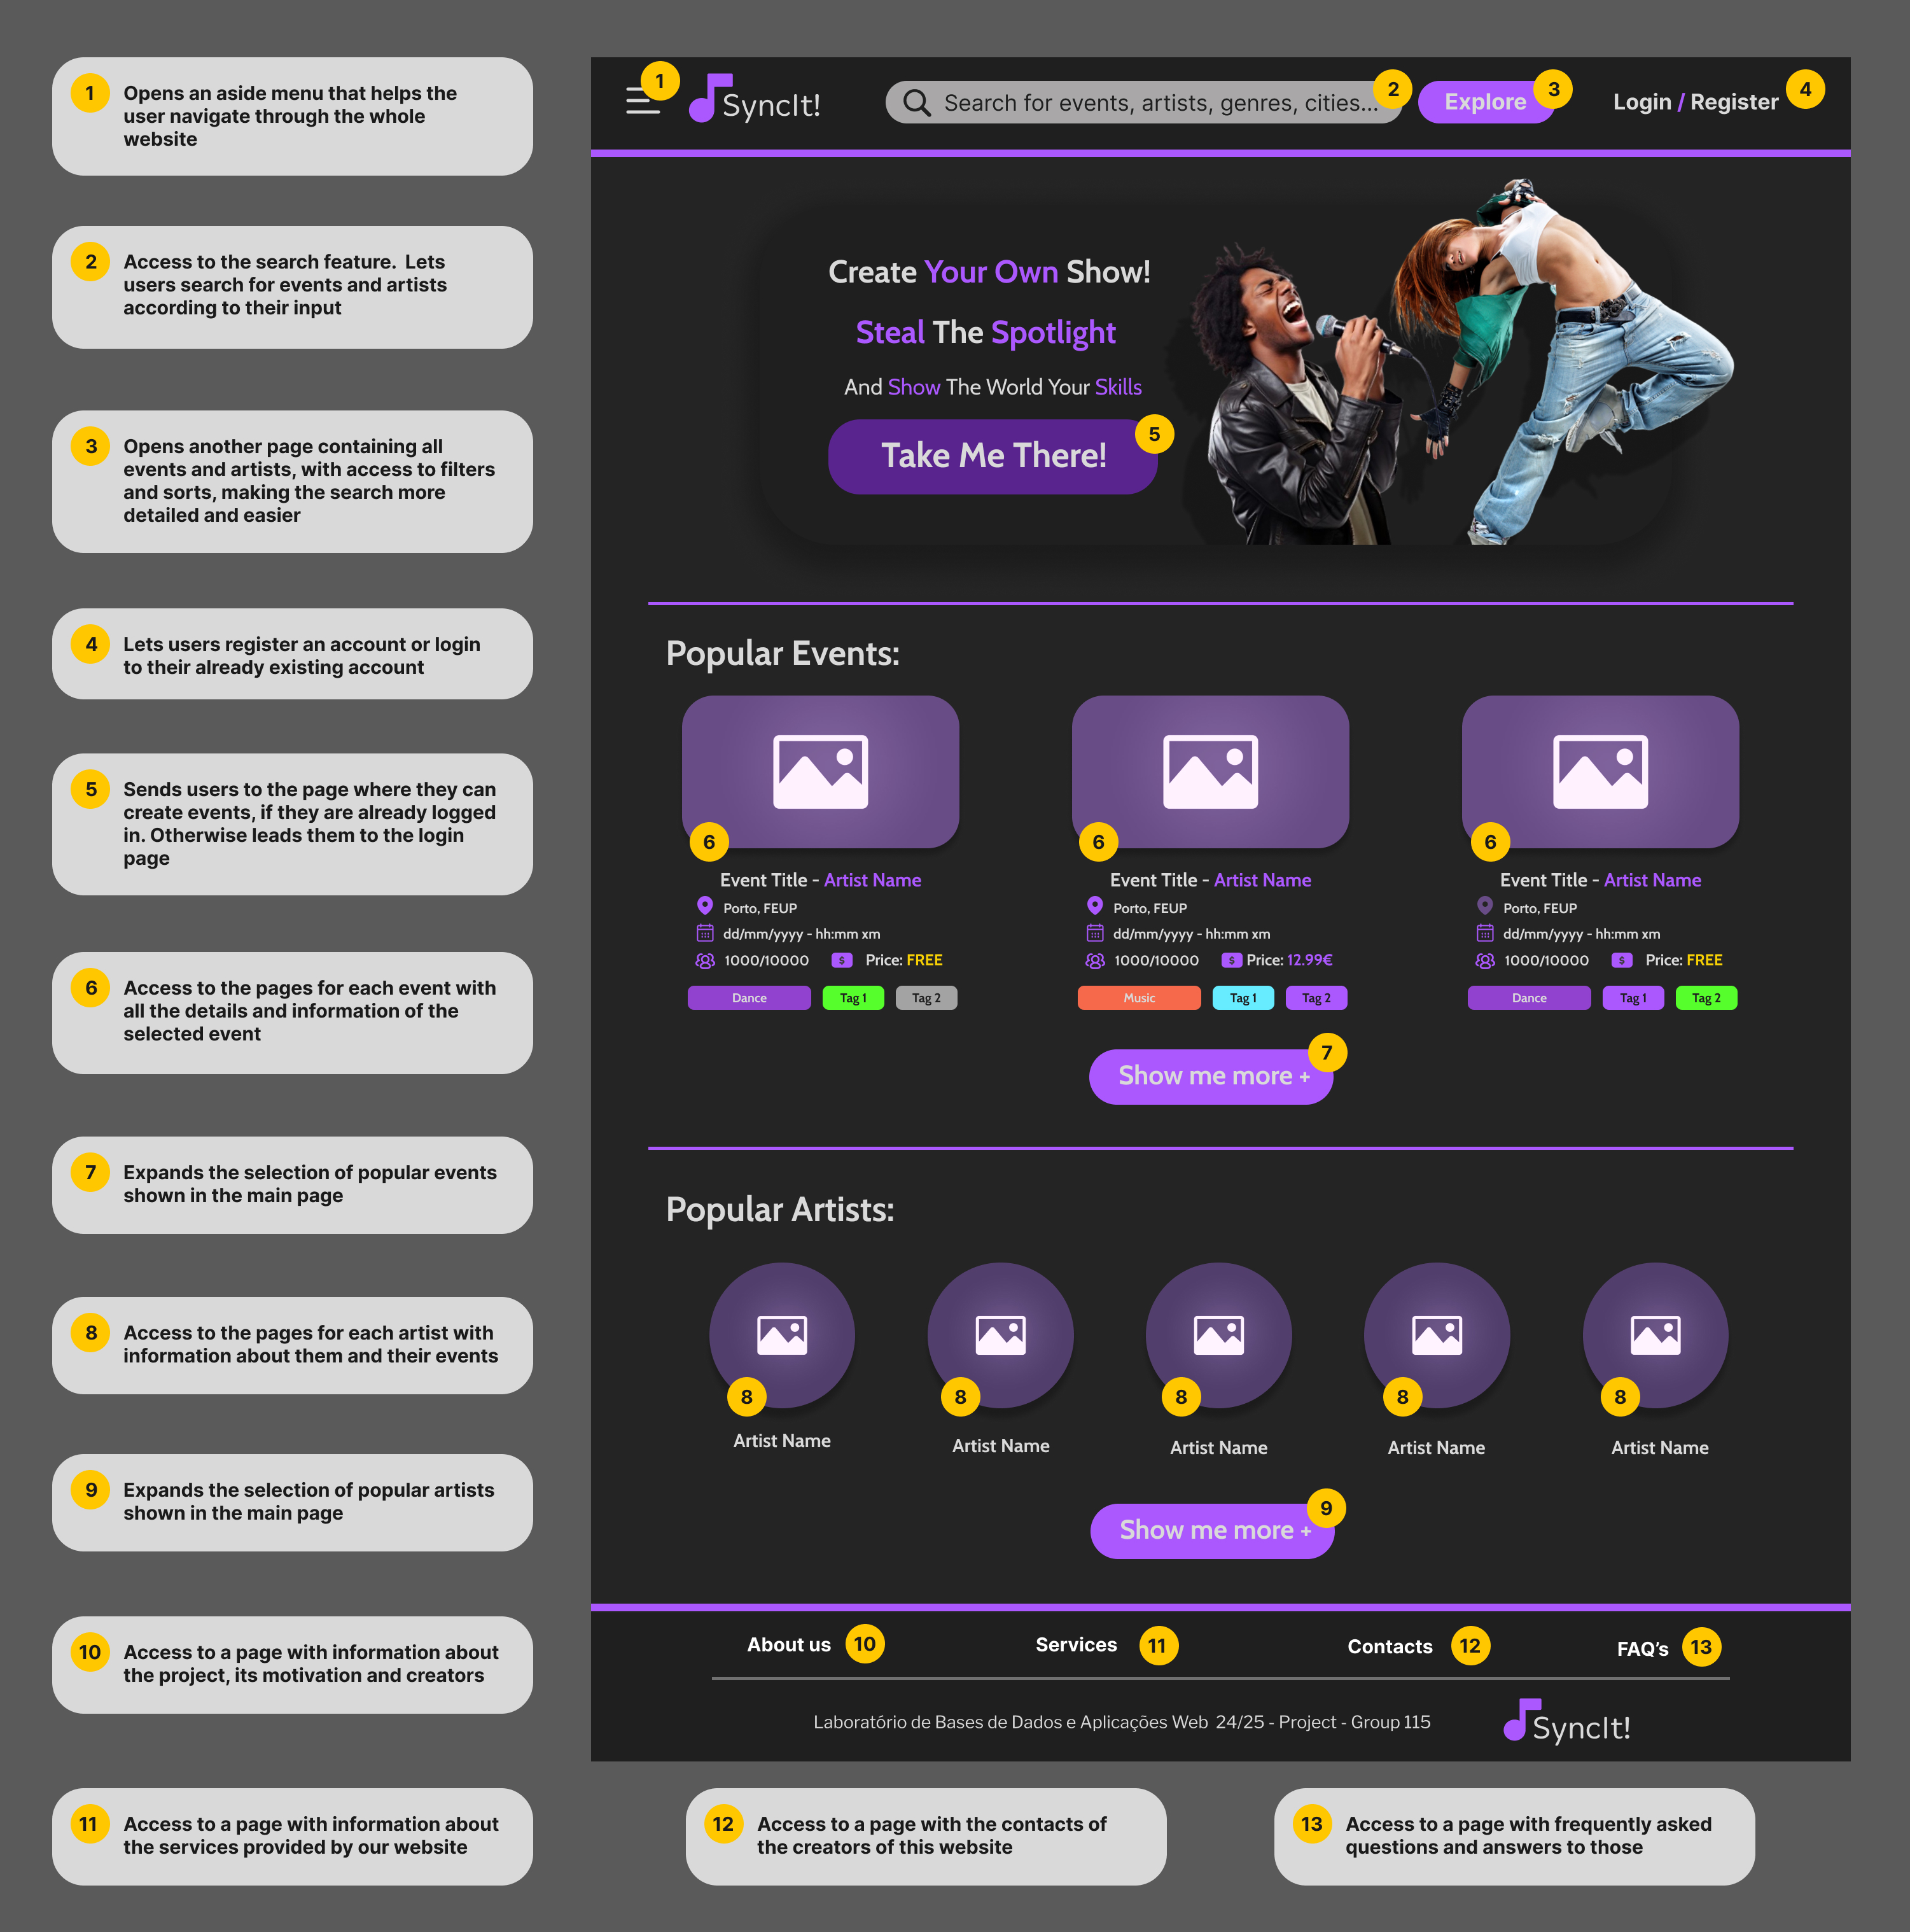 1
Opens an aside menu that helps the
user navigate through the whole
website
2
Access to the search feature.  Lets
users search for events and artists
according to their input
3
Opens another page containing all
events and artists, with access to filters
and sorts, making the search more
detailed and easier
4
Lets users register an account or login
to their already existing account
5
Sends users to the page where they can
create events, if they are already logged
in. Otherwise leads them to the login
page
6
Access to the pages for each event with
all the details and information of the
selected event
7
Expands the selection of popular events
shown in the main page
8
Access to the pages for each artist with
information about them and their events
9
Expands the selection of popular artists
shown in the main page
10
Access to a page with information about
the project, its motivation and creators
11
Access to a page with information about
the services provided by our website
1
SyncIt!
Search for events, artists, genres, cities...
2
Explore
3
Login / Register
4
Create Your Own Show!
Steal The Spotlight
And Show The World Your Skills
Take Me There!
5
Popular Events:
6
Event Title - Artist Name
Porto, FEUP
dd/mm/yyyy - hh:mm xm
1000/10000 $ Price: FREE
Dance Tag 1 Tag 2
6
Event Title - Artist Name
Porto, FEUP
dd/mm/yyyy - hh:mm xm
1000/10000 $ Price: 12.99€
Music Tag 1 Tag 2
6
Event Title - Artist Name
Porto, FEUP
dd/mm/yyyy - hh:mm xm
1000/10000 $ Price: FREE
Dance Tag 1 Tag 2
Show me more +
7
Popular Artists:
8
Artist Name
8
Artist Name
8
Artist Name
8
Artist Name
8
Artist Name
Show me more +
9
About us 10
Services 11
Contacts 12
FAQ's 13
Laboratório de Bases de Dados e Aplicações Web  24/25 - Project - Group 115
SyncIt!
12
Access to a page with the contacts of
the creators of this website
13
Access to a page with frequently asked
questions and answers to those